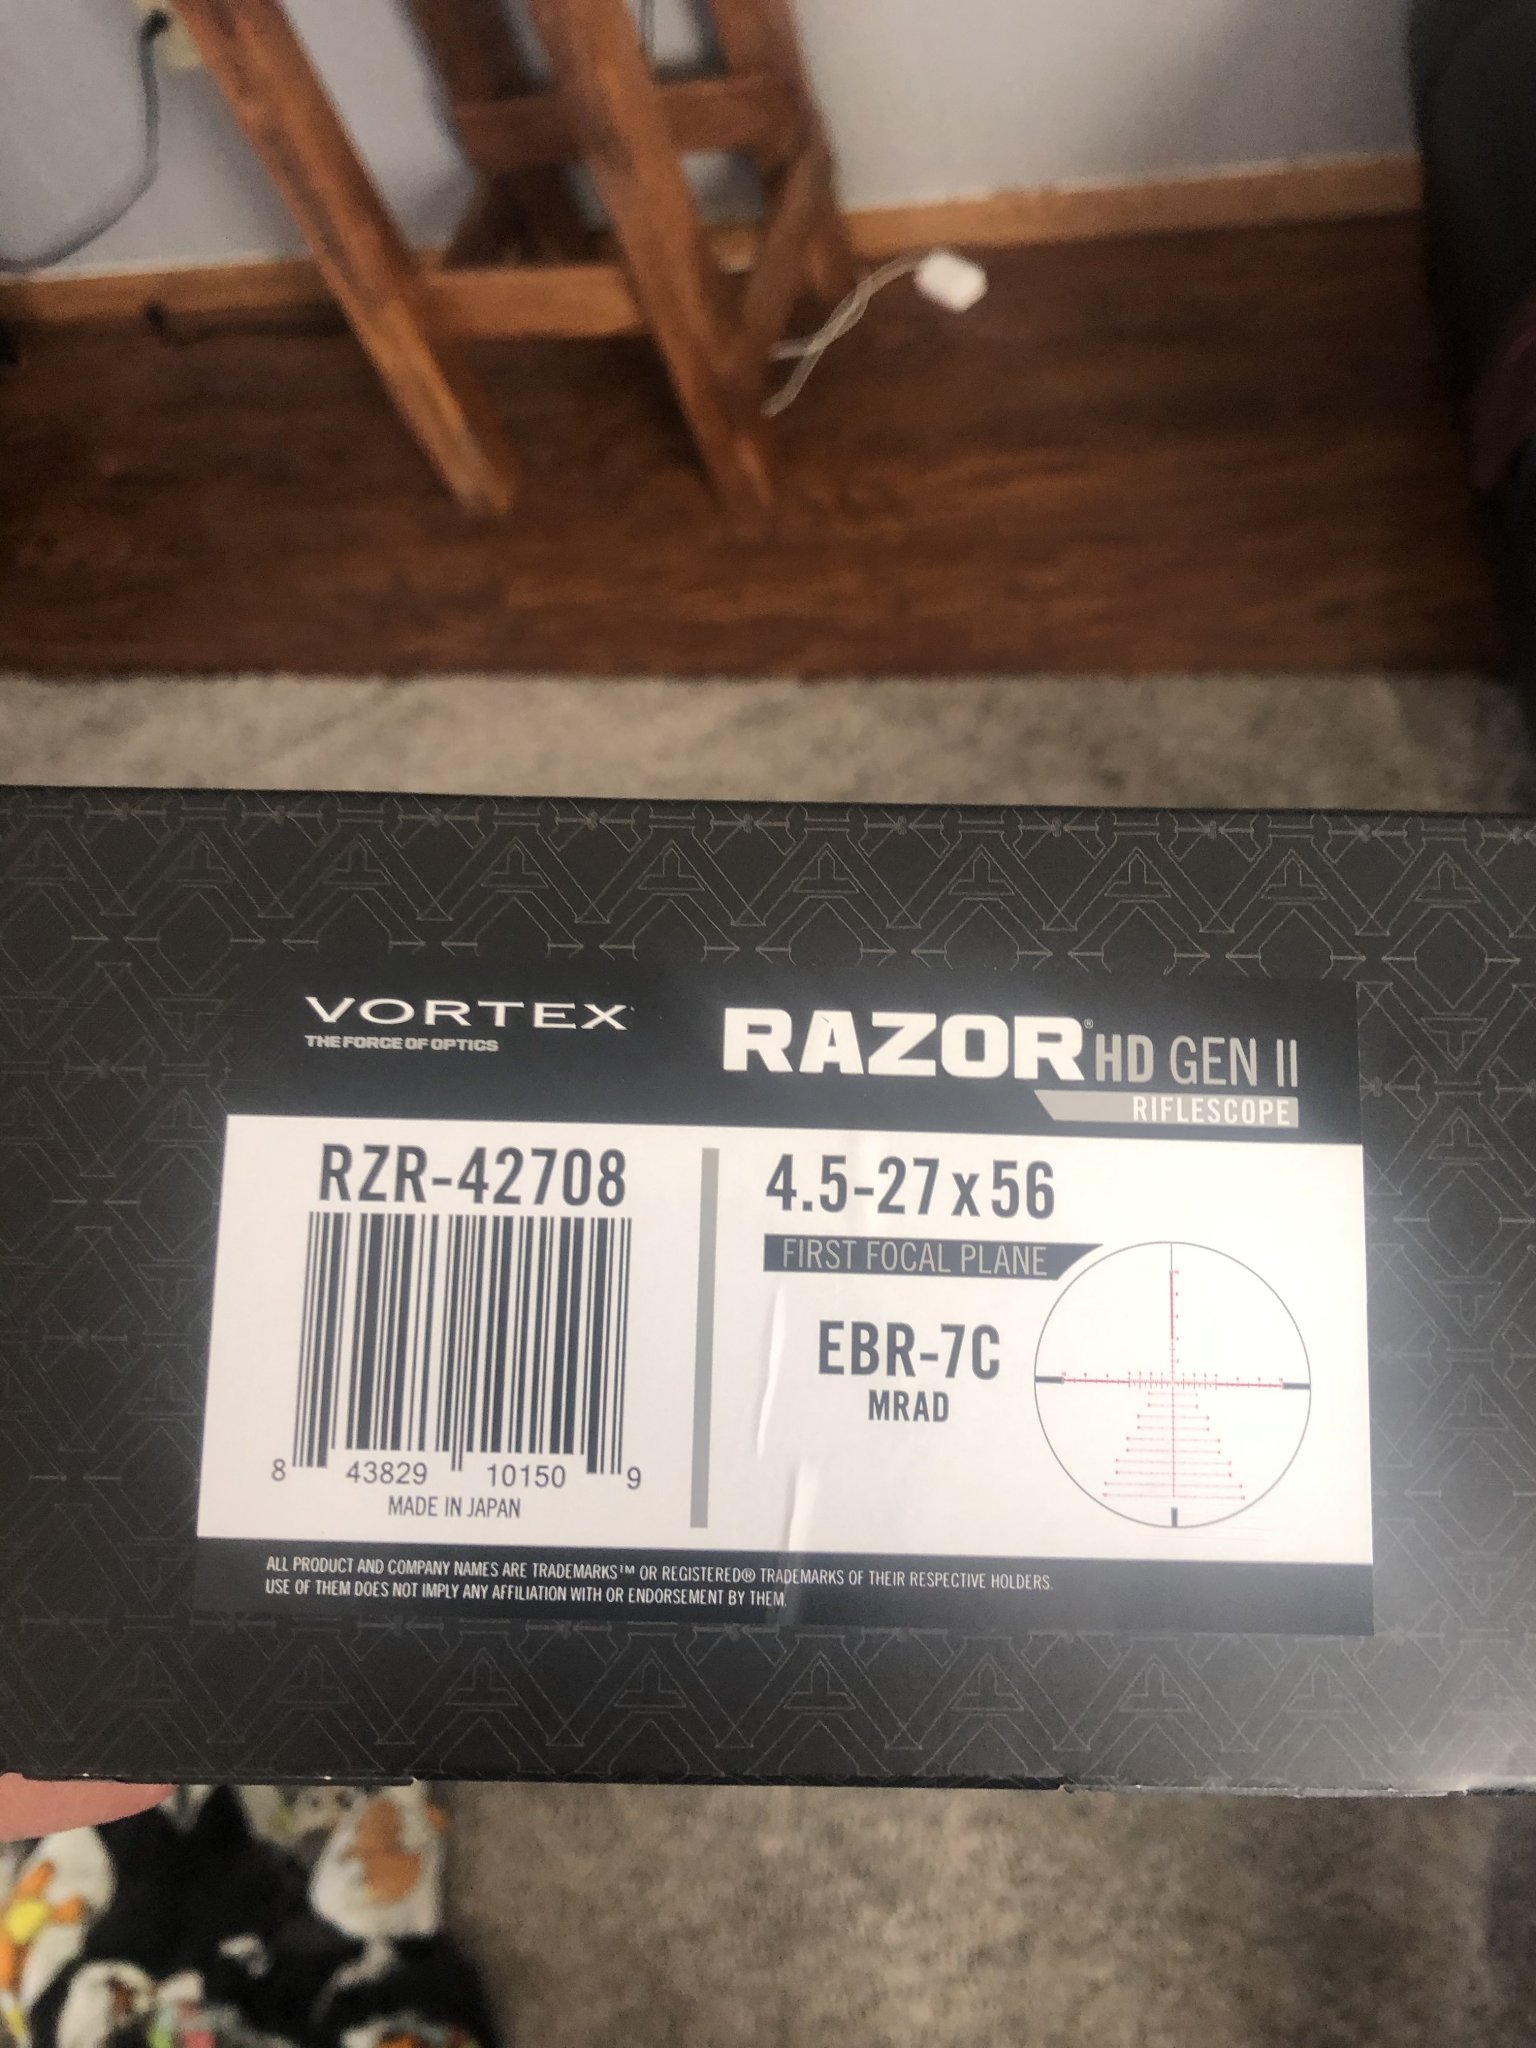 VORTEX®
THE FORCE OF OPTICS
RAZOR® HD GEN II
RIFLESCOPE
RZR-42708
8 43829 10150 9
MADE IN JAPAN
4.5-27 x 56
FIRST FOCAL PLANE
EBR-7C
MRAD
ALL PRODUCT AND COMPANY NAMES ARE TRADEMARKS™ OR REGISTERED® TRADEMARKS OF THEIR RESPECTIVE HOLDERS.
USE OF THEM DOES NOT IMPLY ANY AFFILIATION WITH OR ENDORSEMENT BY THEM.